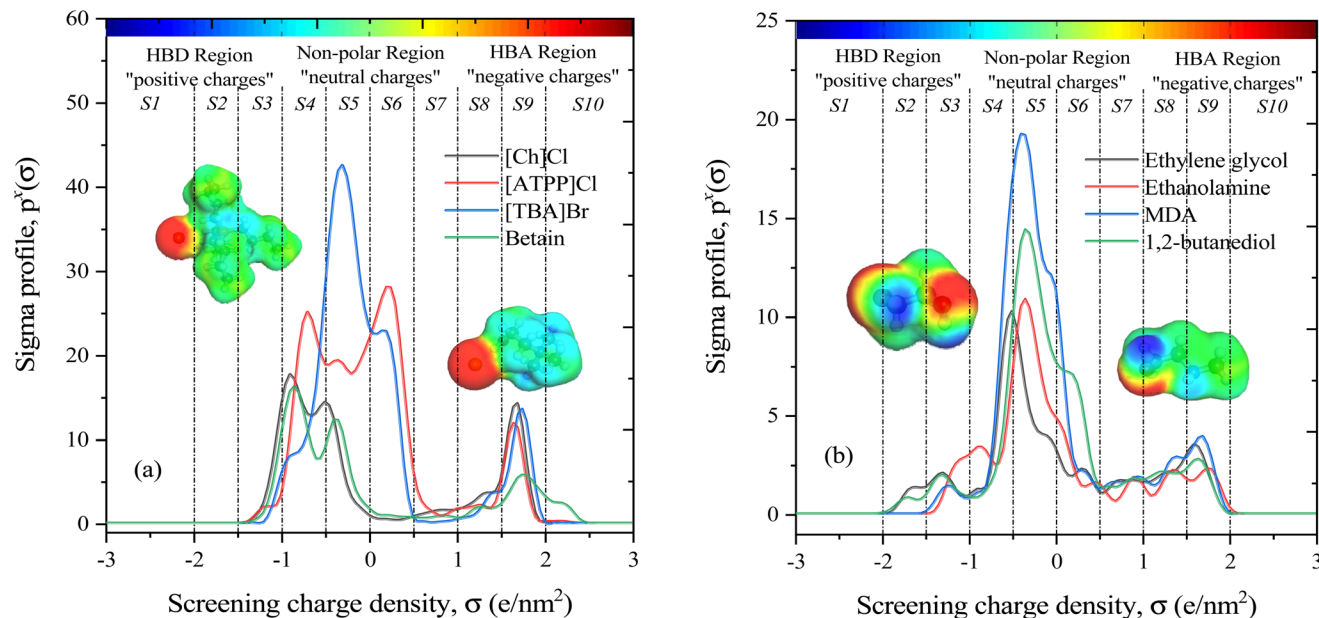 HBD Region
"positive charges"
Non-polar Region
"neutral charges"
HBA Region
"negative charges"
S1 S2 S3 S4 S5 S6 S7 S8 S9 S10
[Ch]Cl
[ATPP]Cl
[TBA]Br
Betain
(a)
60
50
40
30
20
10
0
-3 -2 -1 0 1 2 3
Sigma profile, pˣ(σ)
Screening charge density, σ (e/nm²)
HBD Region
"positive charges"
Non-polar Region
"neutral charges"
HBA Region
"negative charges"
S1 S2 S3 S4 S5 S6 S7 S8 S9 S10
Ethylene glycol
Ethanolamine
MDA
1,2-butanediol
(b)
25
20
15
10
5
0
-3 -2 -1 0 1 2 3
Sigma profile, pˣ(σ)
Screening charge density, σ (e/nm²)